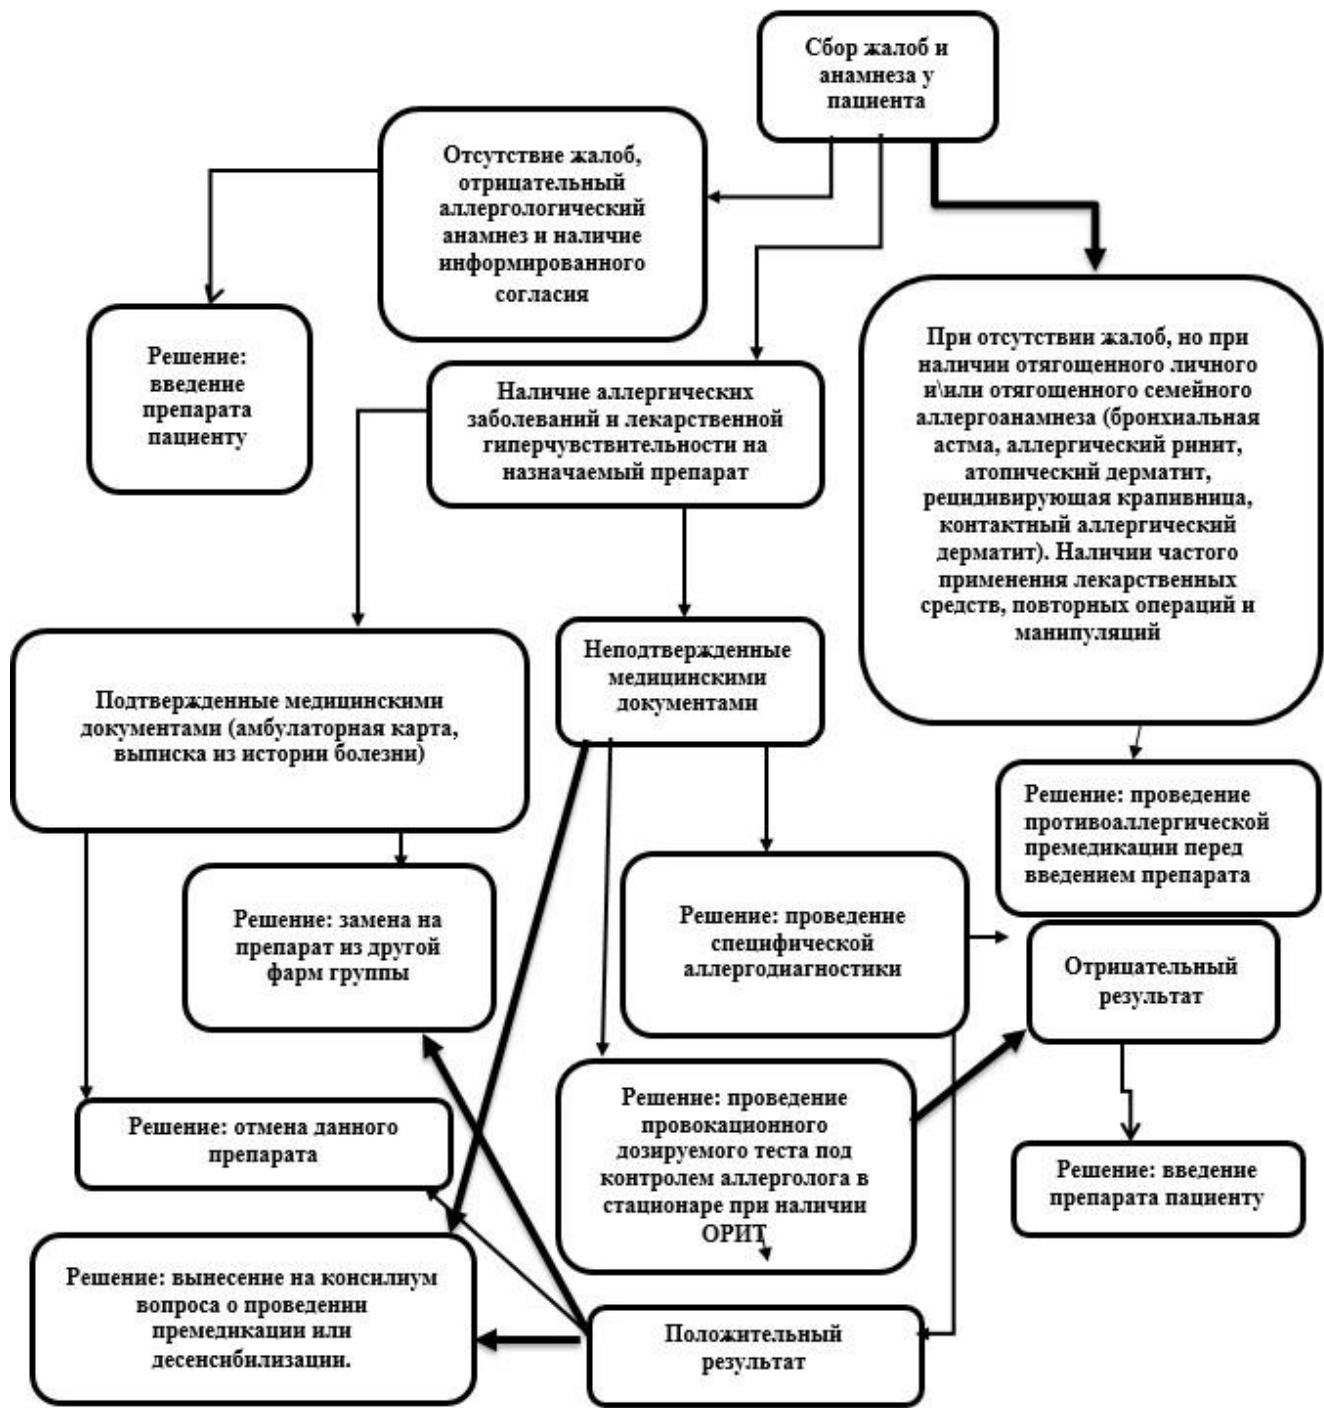 Сбор жалоб и
анамнеза у
пациента
Отсутствие жалоб,
отрицательный
аллергологический
анамнез и наличие
информированного
согласия
Решение:
введение
препарата
пациенту
Наличие аллергических
заболеваний и лекарственной
гиперчувствительности на
назначаемый препарат
При отсутствии жалоб, но при
наличии отягощенного личного
и\или отягощенного семейного
аллергоанамнеза (бронхиальная
астма, аллергический ринит,
атопический дерматит,
рецидивирующая крапивница,
контактный аллергический
дерматит). Наличии частого
применения лекарственных
средств, повторных операций и
манипуляций
Подтвержденные медицинскими
документами (амбулаторная карта,
выписка из истории болезни)
Неподтвержденные
медицинскими
документами
Решение: проведение
противоаллергической
премедикации перед
введением препарата
Решение: замена на
препарат из другой
фарм группы
Решение: проведение
специфической
аллергодиагностики
Отрицательный
результат
Решение: отмена данного
препарата
Решение: проведение
провокационного
дозируемого теста под
контролем аллерголога в
стационаре при наличии
ОРИТ
Решение: введение
препарата пациенту
Решение: вынесение на консилиум
вопроса о проведении
премедикации или
десенсибилизации.
Положительный
результат